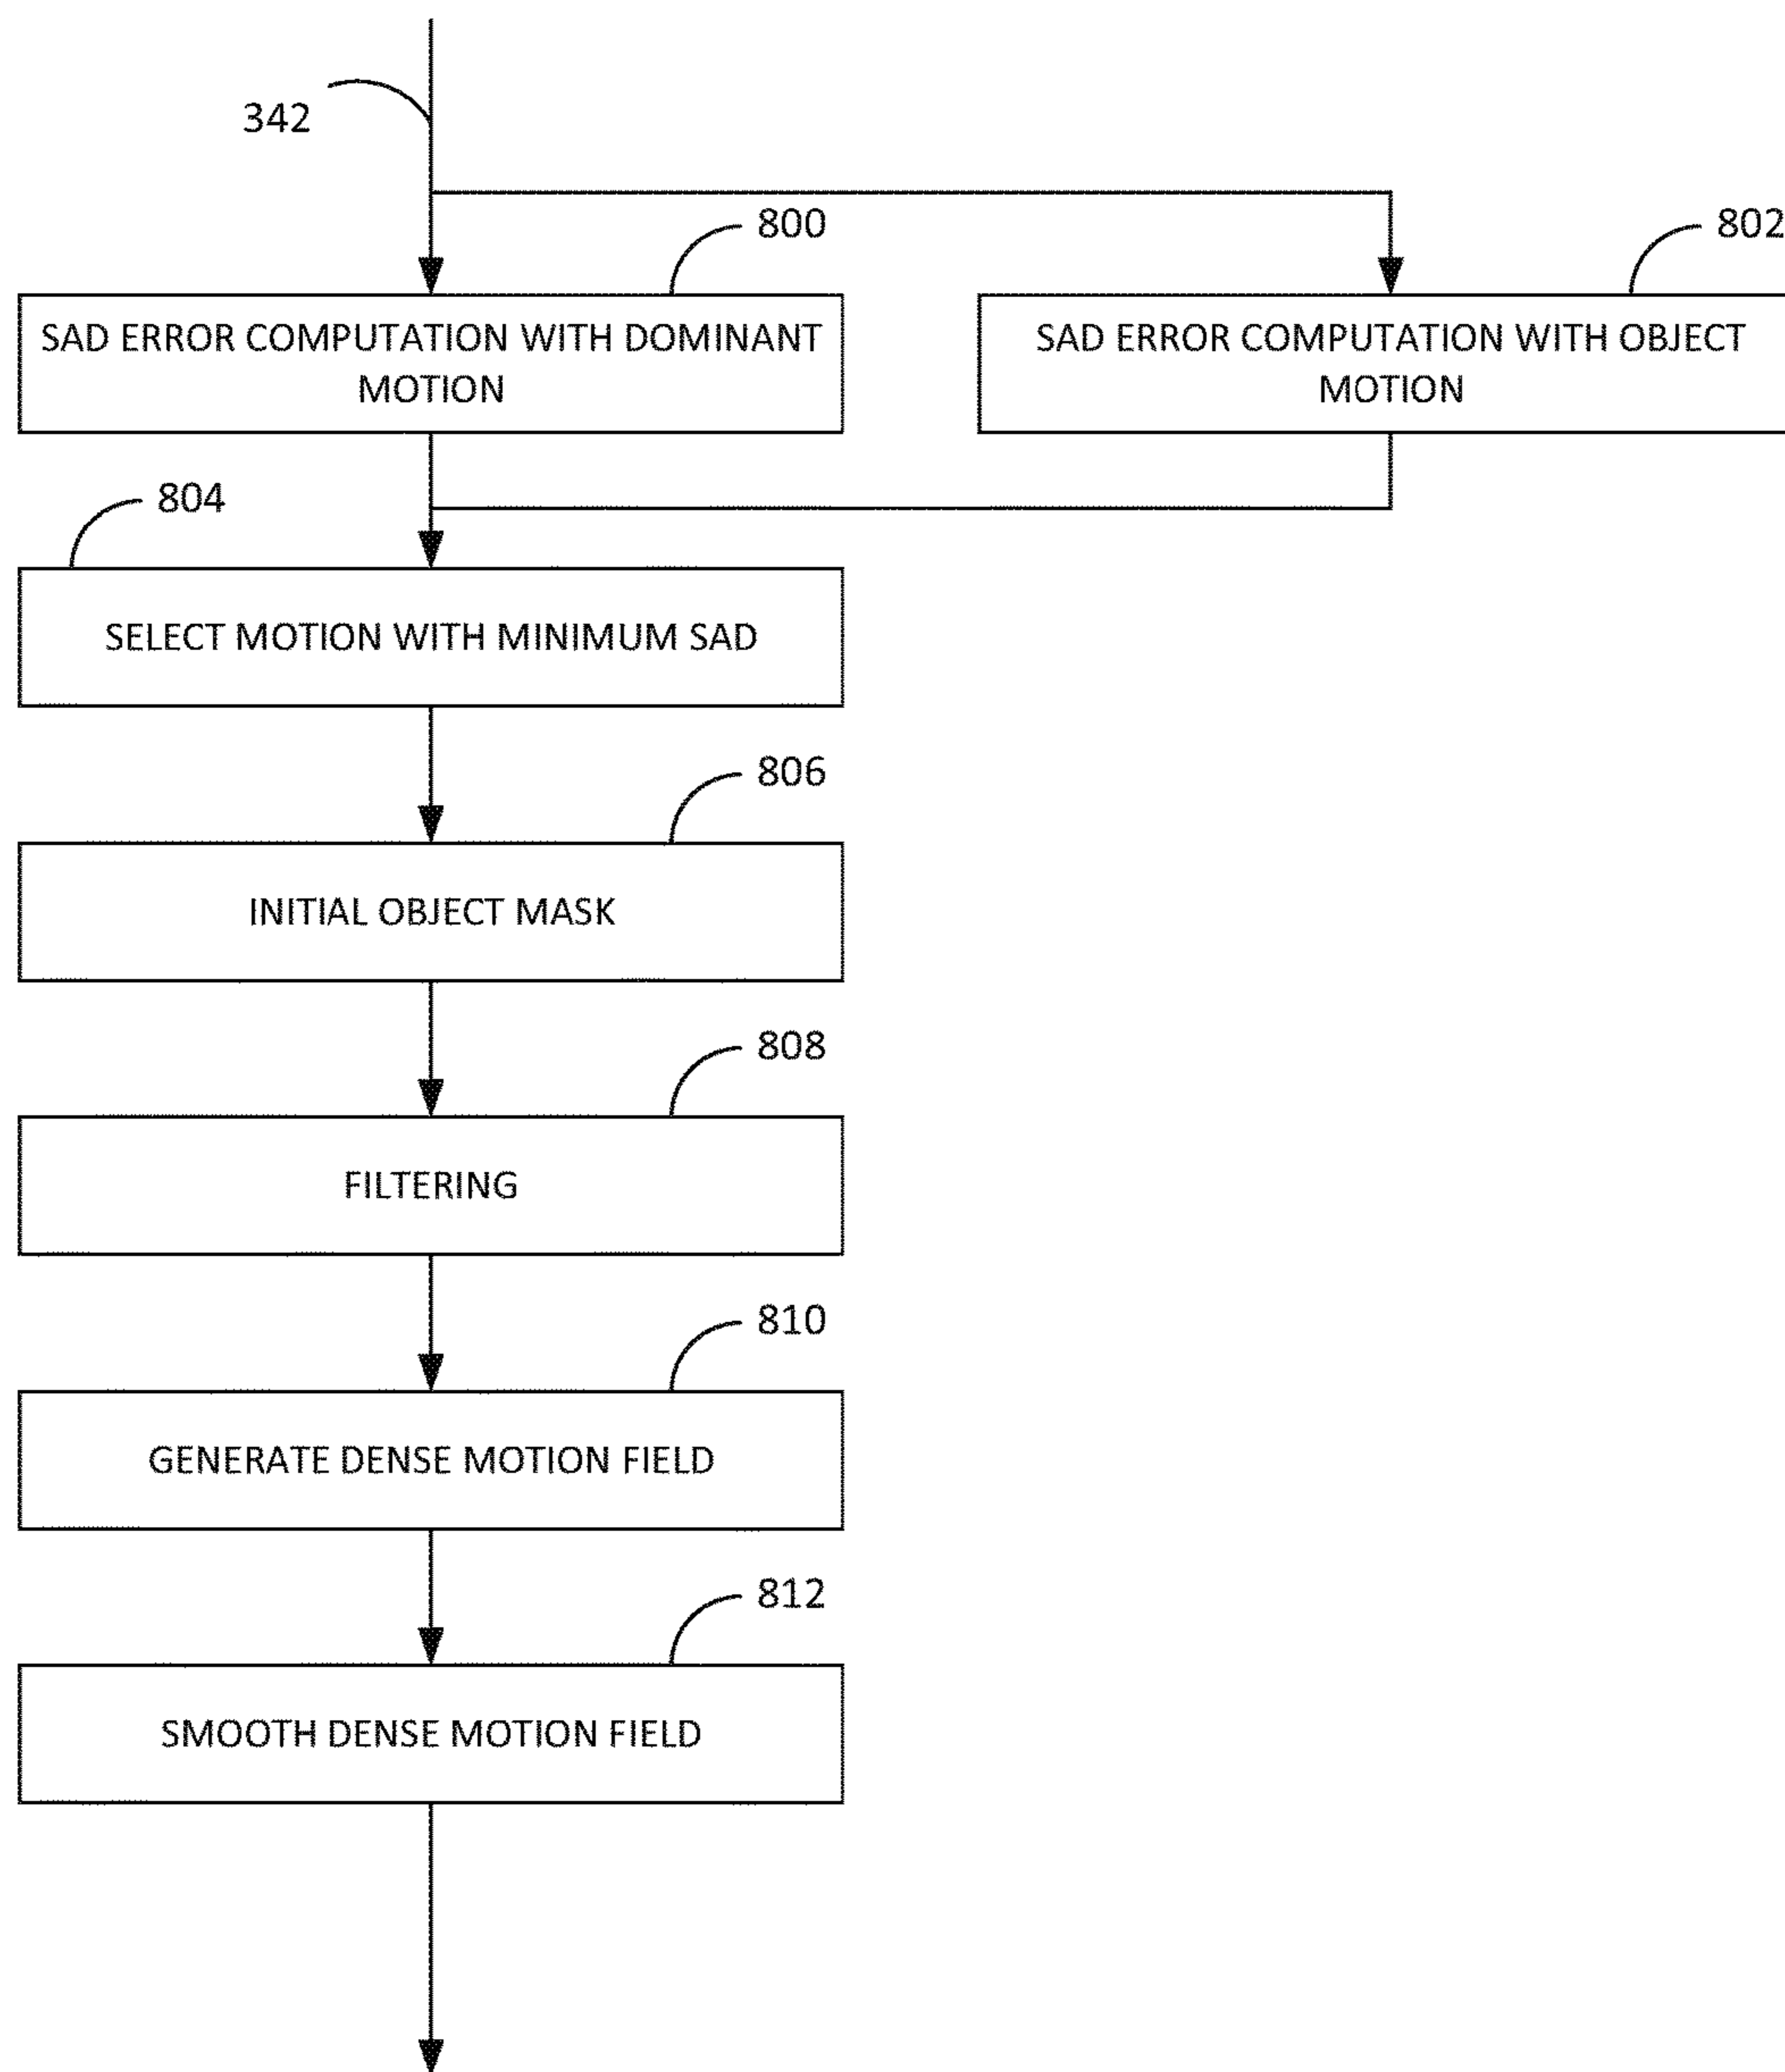 342
800
802
SAD ERROR COMPUTATION WITH DOMINANT
MOTION
SAD ERROR COMPUTATION WITH OBJECT
MOTION
804
SELECT MOTION WITH MINIMUM SAD
806
INITIAL OBJECT MASK
808
FILTERING
810
GENERATE DENSE MOTION FIELD
812
SMOOTH DENSE MOTION FIELD